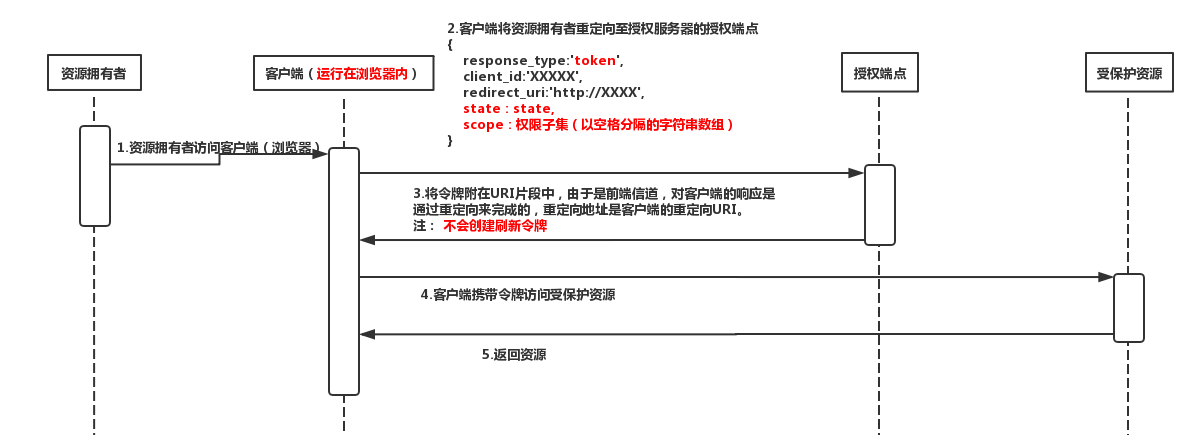 2.客户端将资源拥有者重定向至授权服务器的授权端点
{
response_type:'token',
client_id:'XXXXX',
redirect_uri:'http://XXXX',
state : state,
scope : 权限子集（以空格分隔的字符串数组）
}
资源拥有者
客户端（运行在浏览器内）
授权端点
受保护资源
1.资源拥有者访问客户端（浏览器）
3.将令牌附在URI片段中，由于是前端信道，对客户端的响应是
通过重定向来完成的，重定向地址是客户端的重定向URI。
注： 不会创建刷新令牌
4.客户端携带令牌访问受保护资源
5.返回资源